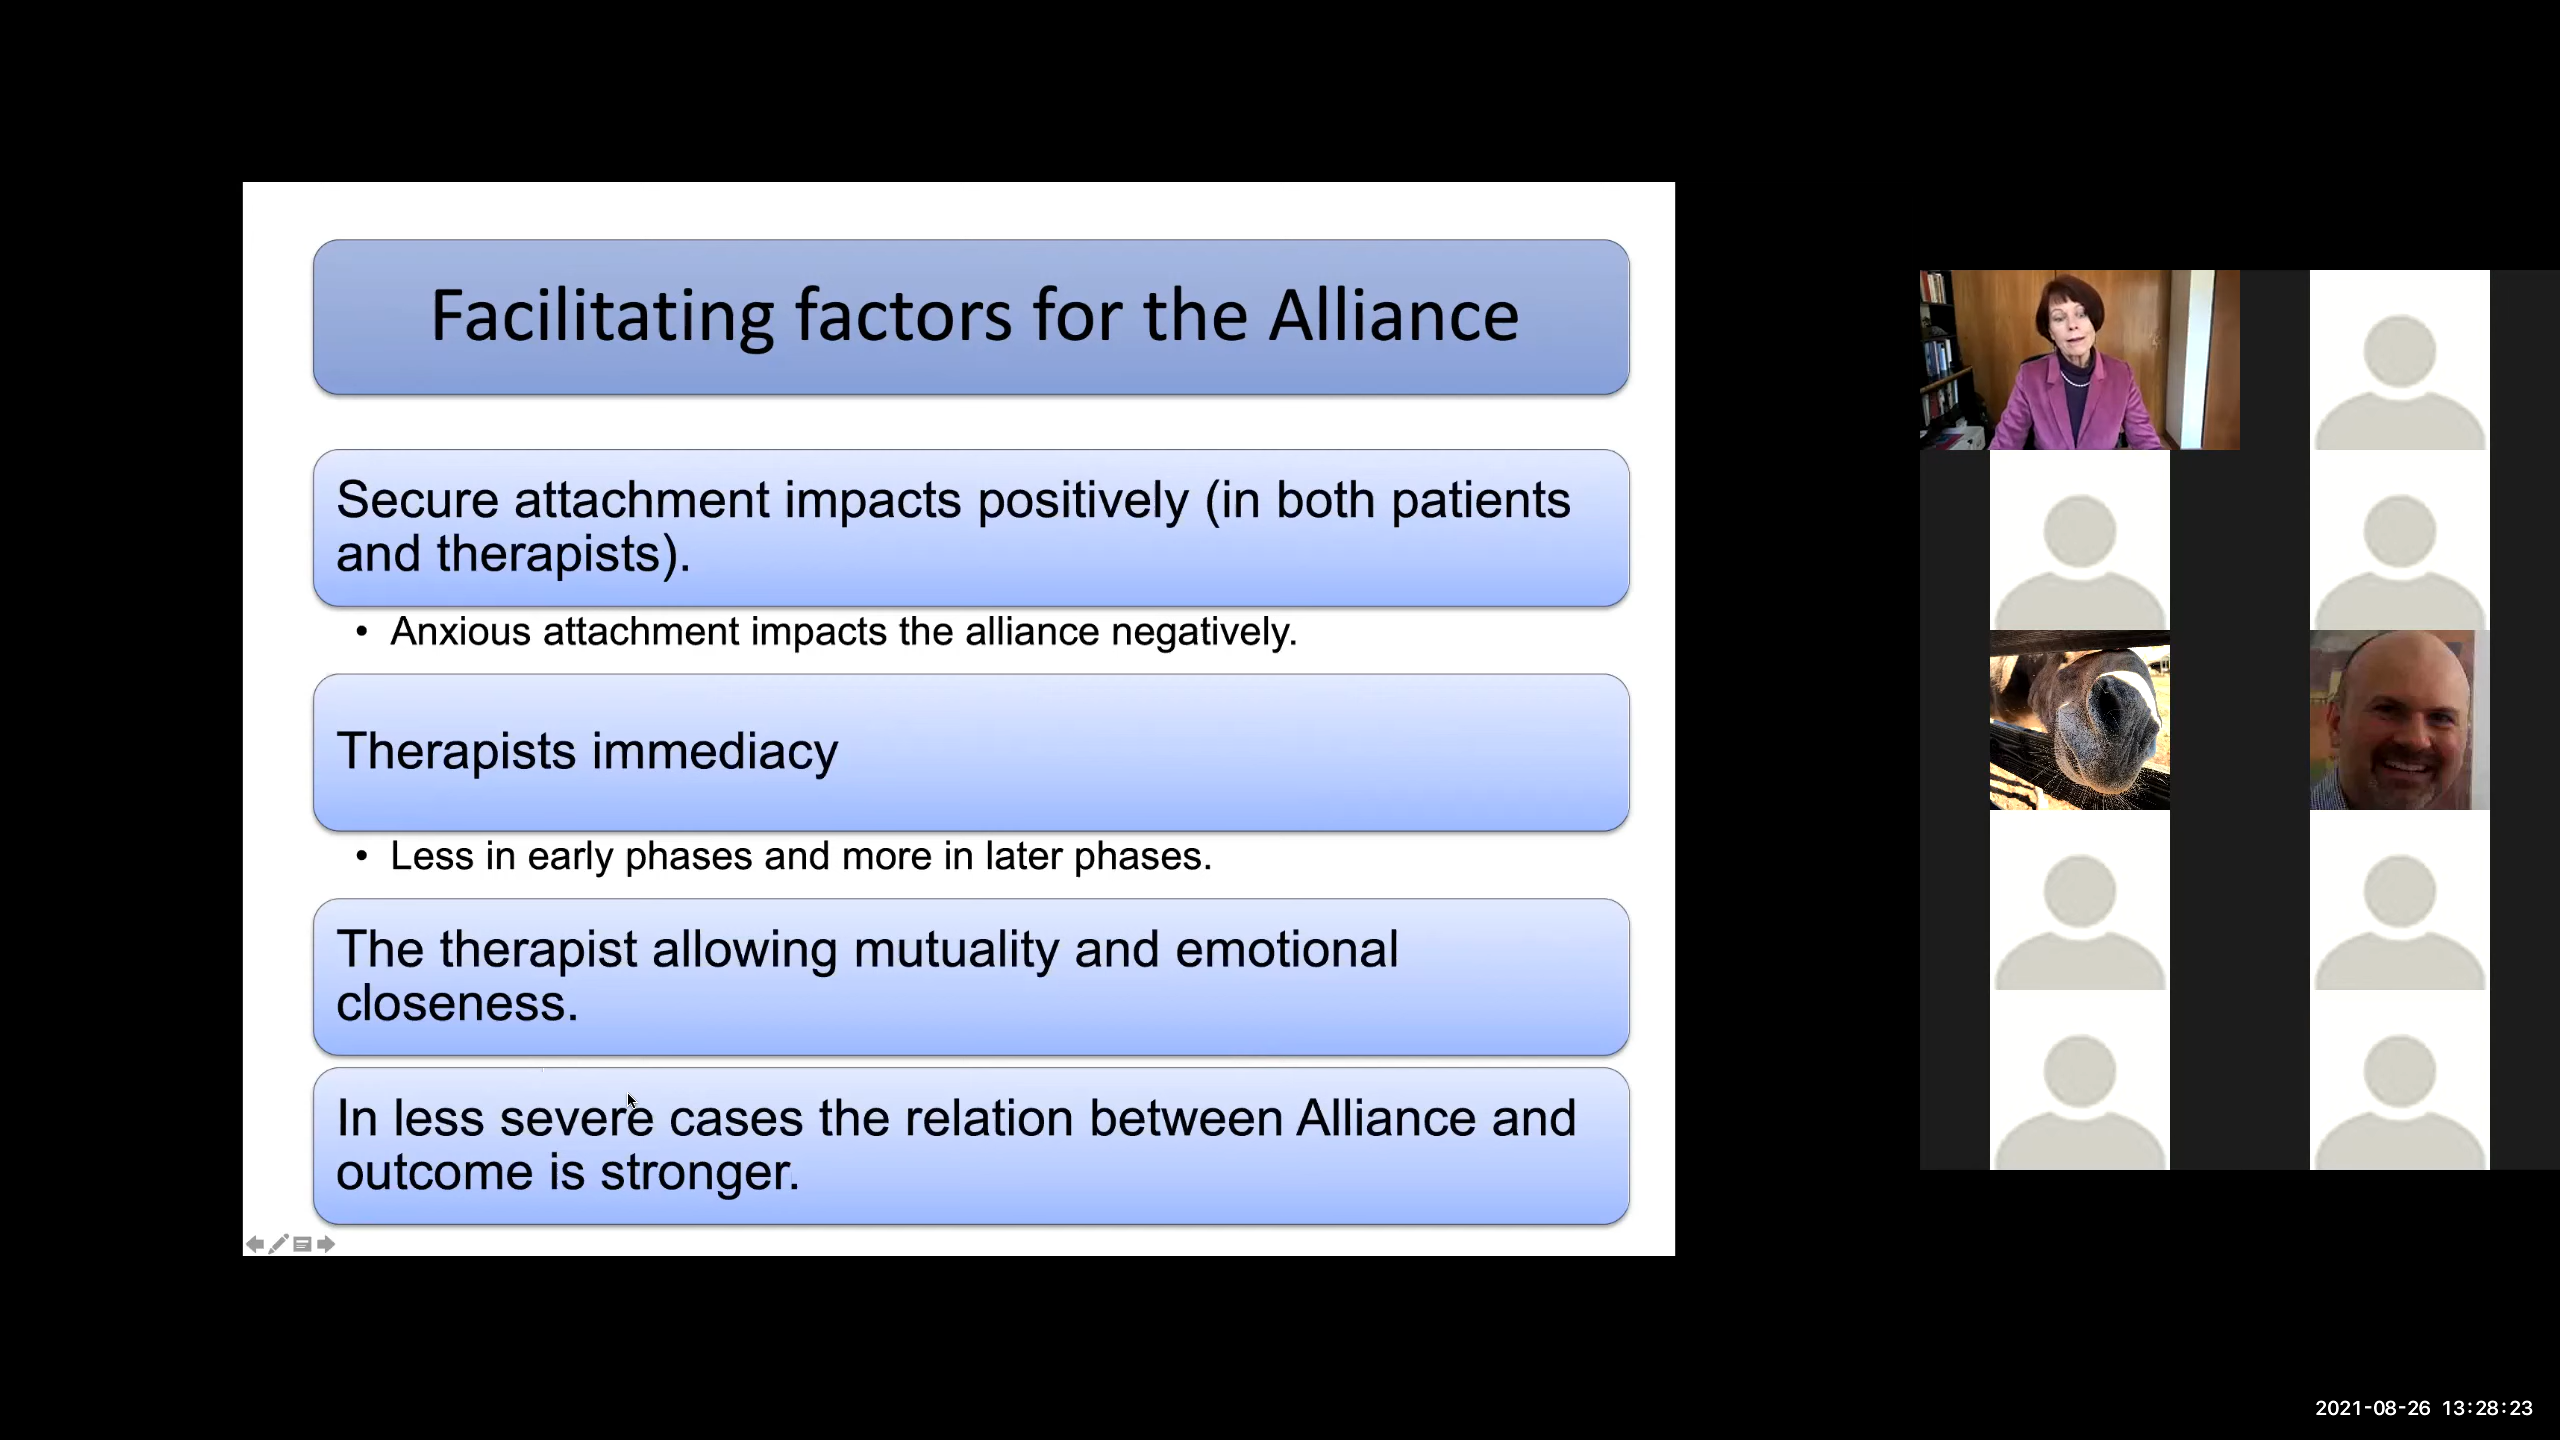 Facilitating factors for the Alliance
Secure attachment impacts positively (in both patients
and therapists).
• Anxious attachment impacts the alliance negatively.
Therapists immediacy
• Less in early phases and more in later phases.
The therapist allowing mutuality and emotional
closeness.
In less severe cases the relation between Alliance and
outcome is stronger.
2021-08-26 13:28:23